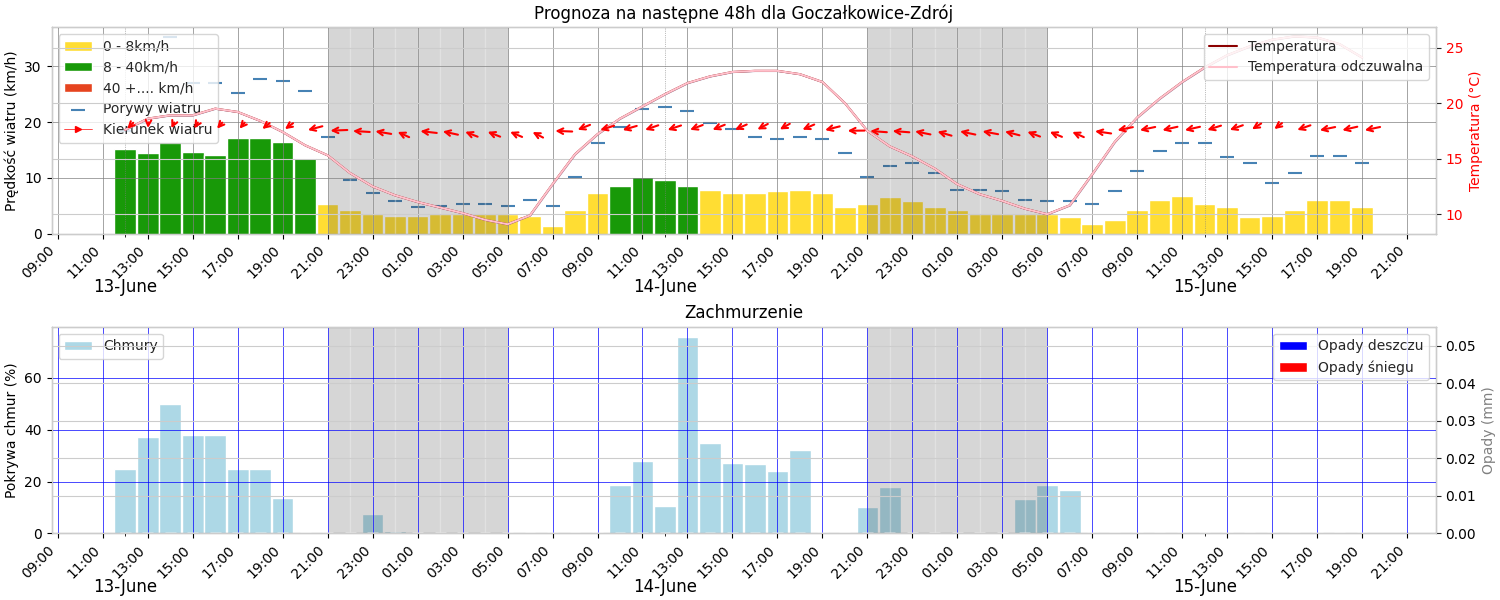 Prognoza na następne 48h dla Goczałkowice-Zdrój
Prędkość wiatru (km/h)
0 - 8km/h
8 - 40km/h
40 +.... km/h
Porywy wiatru
Kierunek wiatru
Temperatura
Temperatura odczuwalna
Temperatura (°C)
30
20
10
0
25
20
15
10
09:00 11:00 13:00 15:00 17:00 19:00 21:00 23:00 01:00 03:00 05:00 07:00 09:00 11:00 13:00 15:00 17:00 19:00 21:00 23:00 01:00 03:00 05:00 07:00 09:00 11:00 13:00 15:00 17:00 19:00 21:00
13-June 14-June 15-June
Zachmurzenie
Pokrywa chmur (%)
Chmury
Opady deszczu
Opady śniegu
Opady (mm)
60
40
20
0
0.05
0.04
0.03
0.02
0.01
0.00
09:00 11:00 13:00 15:00 17:00 19:00 21:00 23:00 01:00 03:00 05:00 07:00 09:00 11:00 13:00 15:00 17:00 19:00 21:00 23:00 01:00 03:00 05:00 07:00 09:00 11:00 13:00 15:00 17:00 19:00 21:00
13-June 14-June 15-June